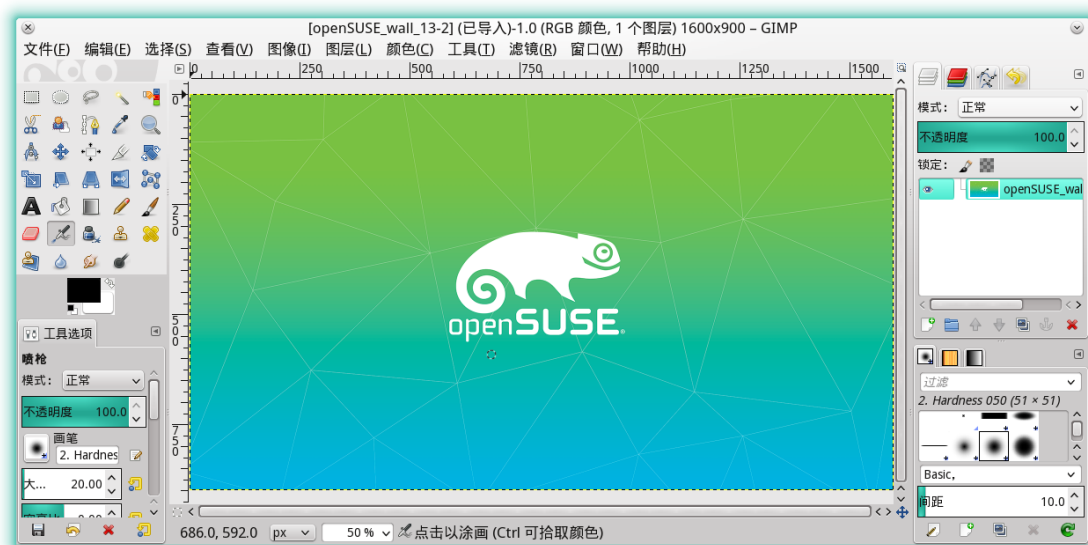 [openSUSE_wall_13-2] (已导入)-1.0 (RGB 颜色, 1 个图层) 1600x900 – GIMP
文件(F) 编辑(E) 选择(S) 查看(V) 图像(I) 图层(L) 颜色(C) 工具(T) 滤镜(R) 窗口(W) 帮助(H)
0 250 500 750 1000 1250 1500
0
250
500
750
openSUSE
工具选项
喷枪
模式: 正常
不透明度 100.0
画笔
2. Hardnes
大... 20.00
686.0, 592.0 px 50 % 点击以涂画 (Ctrl 可拾取颜色)
模式: 正常
不透明度 100.0
锁定:
openSUSE_wal
过滤
2. Hardness 050 (51 × 51)
Basic,
间距 10.0